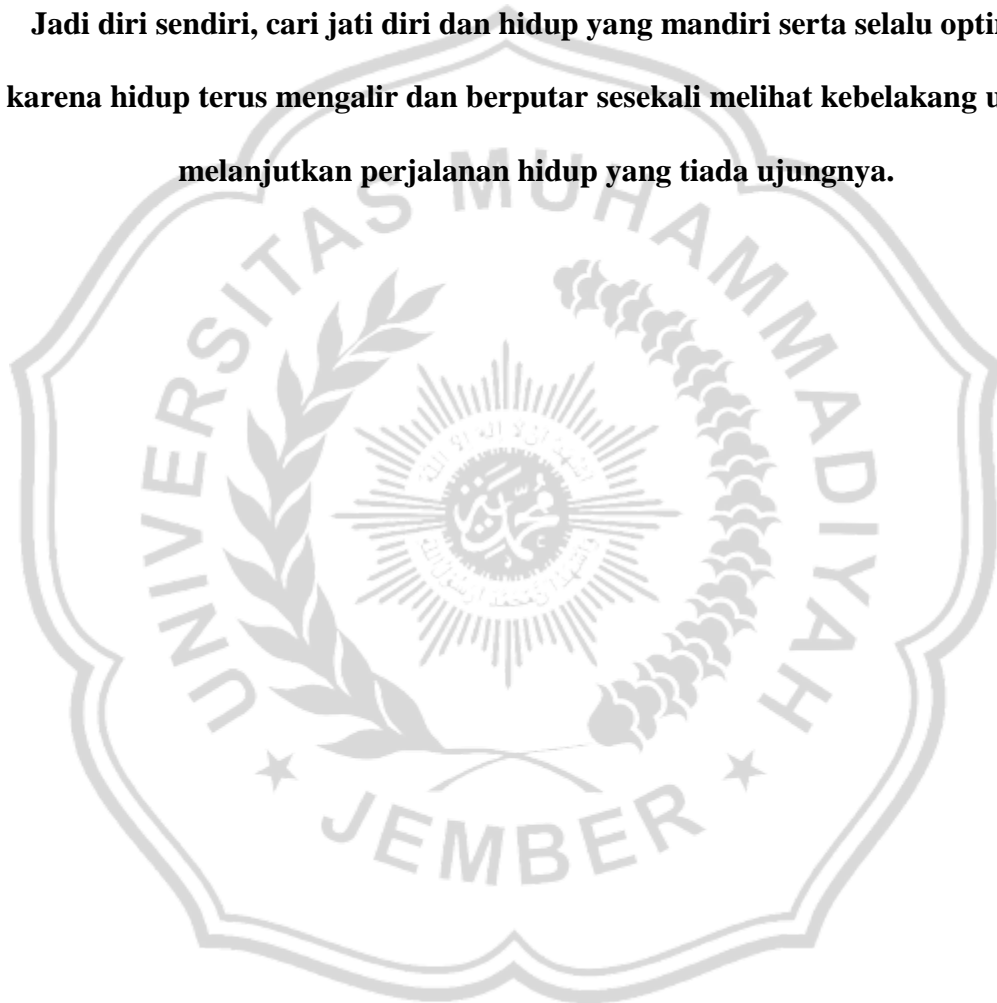 Jadi diri sendiri, cari jati diri dan hidup yang mandiri serta selalu opti
karena hidup terus mengalir dan berputar sesekali melihat kebelakang u
melanjutkan perjalanan hidup yang tiada ujungnya.
UNIVERSITAS MUHAMMADIYAH
JEMBER